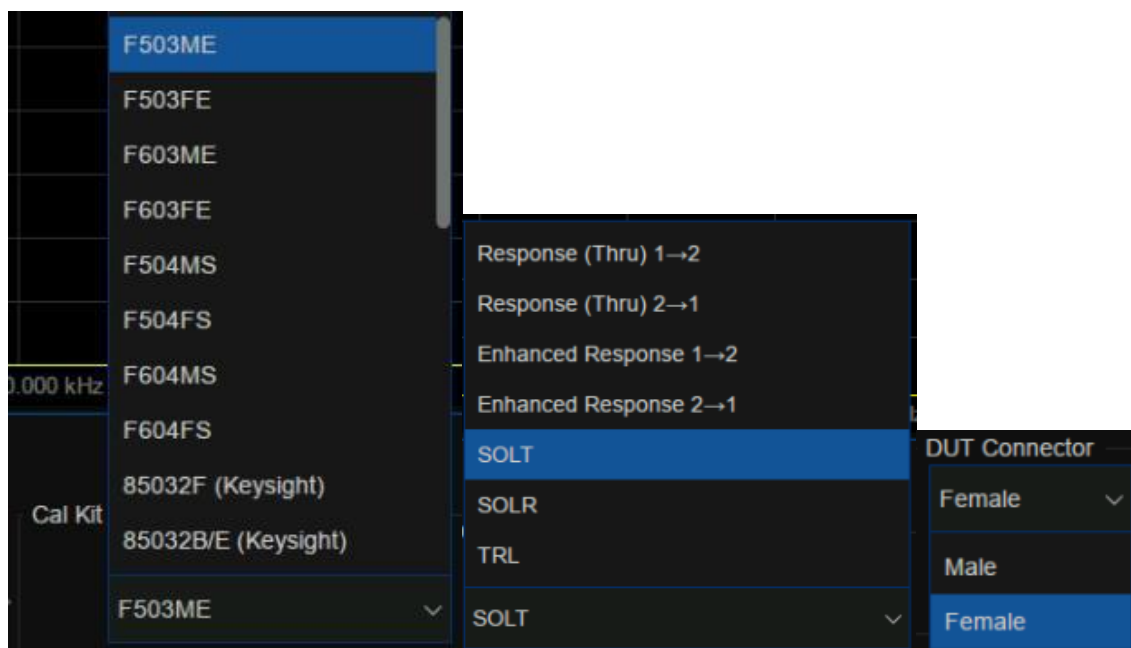 F503ME
F503FE
F603ME
F603FE
F504MS
F504FS
F604MS
F604FS
85032F (Keysight)
85032B/E (Keysight)
0.000 kHz
Cal Kit
F503ME
Response (Thru) 1→2
Response (Thru) 2→1
Enhanced Response 1→2
Enhanced Response 2→1
SOLT
SOLR
TRL
SOLT
DUT Connector
Female
Male
Female